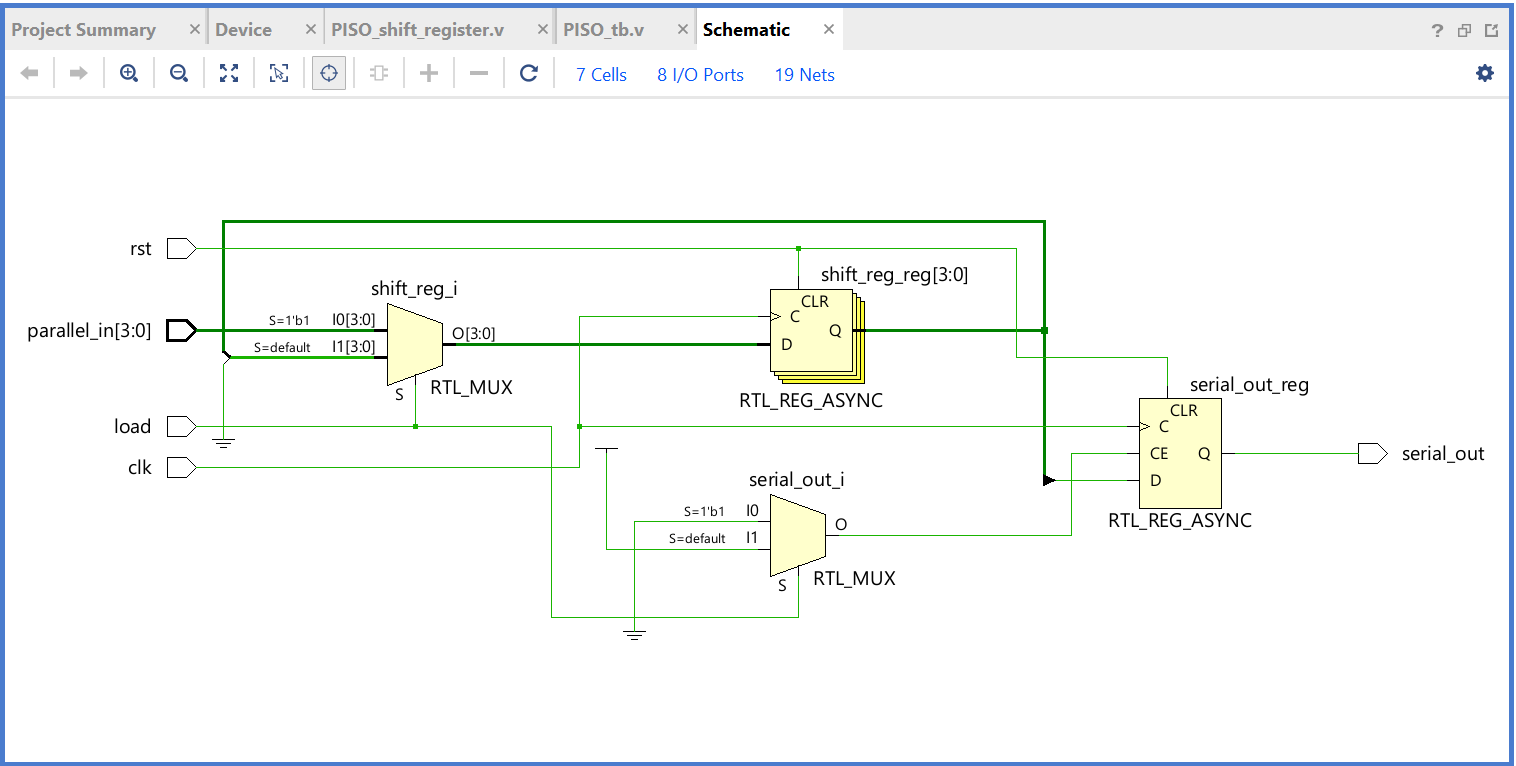 Project Summary × Device × PISO_shift_register.v × PISO_tb.v × Schematic × ?
7 Cells 8 I/O Ports 19 Nets
rst
shift_reg_reg[3:0]
shift_reg_i
CLR
S=1'b1 I0[3:0]
C
parallel_in[3:0]
O[3:0]
Q
S=default I1[3:0]
D
S
RTL_MUX
RTL_REG_ASYNC
serial_out_reg
CLR
load
C
clk
CE Q
serial_out
D
serial_out_i
S=1'b1 I0
O
S=default I1
RTL_REG_ASYNC
S
RTL_MUX